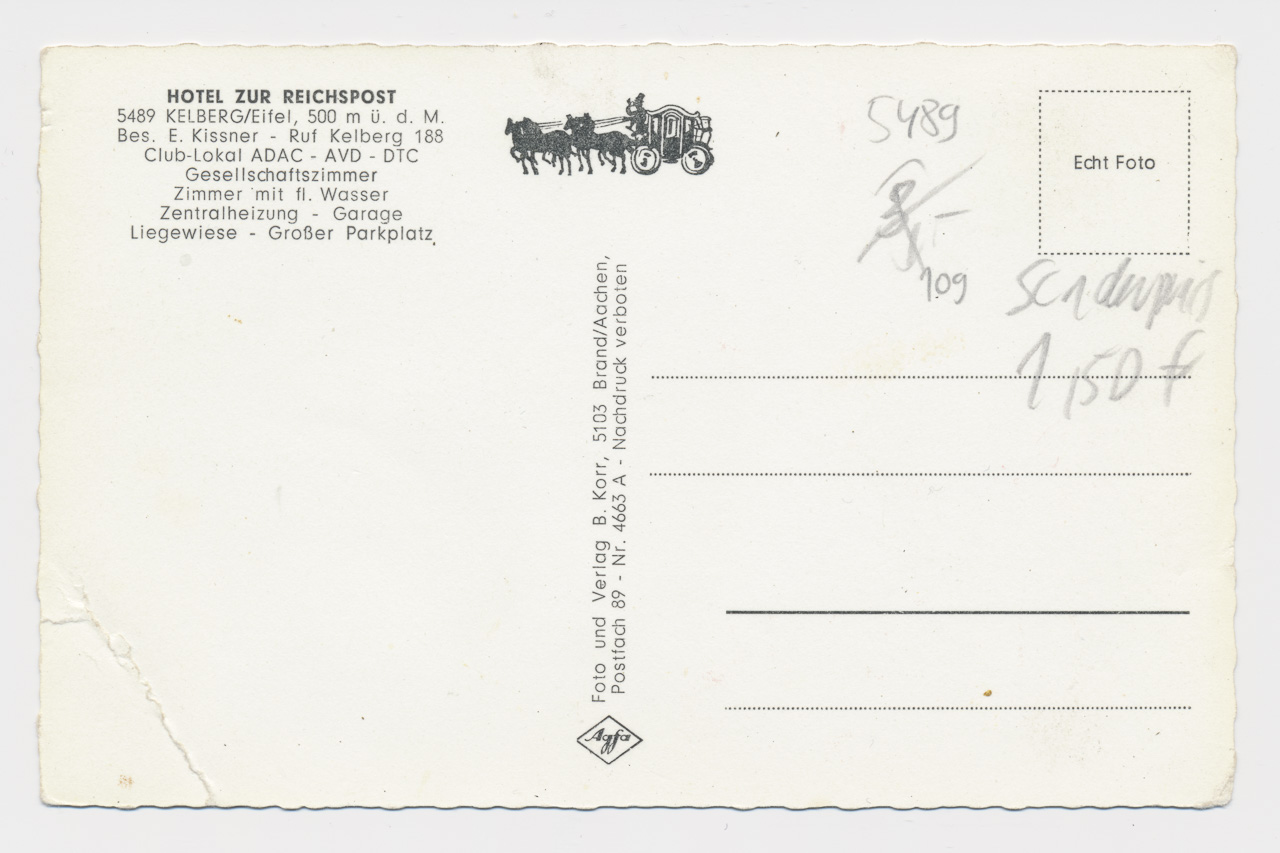 HOTEL ZUR REICHSPOST
5489 KELBERG/Eifel, 500 m ü. d. M.
Bes. E. Kissner - Ruf Kelberg 188
Club-Lokal ADAC - AVD - DTC
Gesellschaftszimmer
Zimmer mit fl. Wasser
Zentralheizung - Garage
Liegewiese - Großer Parkplatz
5489
109
Echt Foto
1,50
Foto und Verlag B. Korr, 5103 Brand/Aachen,
Postfach 89 - Nr. 4663 A - Nachdruck verboten
Agfa